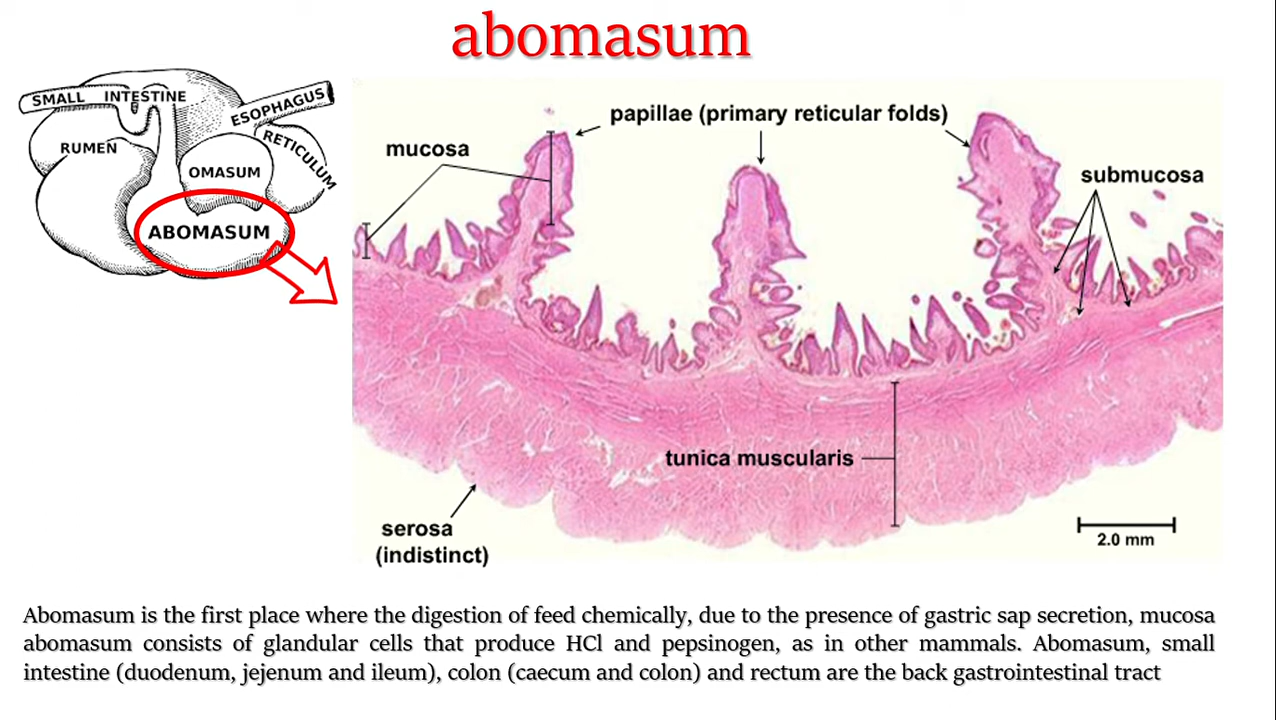 abomasum
SMALL INTESTINE
ESOPHAGUS
RUMEN
RETICULUM
OMASUM
ABOMASUM
papillae (primary reticular folds)
mucosa
submucosa
tunica muscularis
serosa
(indistinct)
2.0 mm
Abomasum is the first place where the digestion of feed chemically, due to the presence of gastric sap secretion, mucosa
abomasum consists of glandular cells that produce HCl and pepsinogen, as in other mammals. Abomasum, small
intestine (duodenum, jejenum and ileum), colon (caecum and colon) and rectum are the back gastrointestinal tract